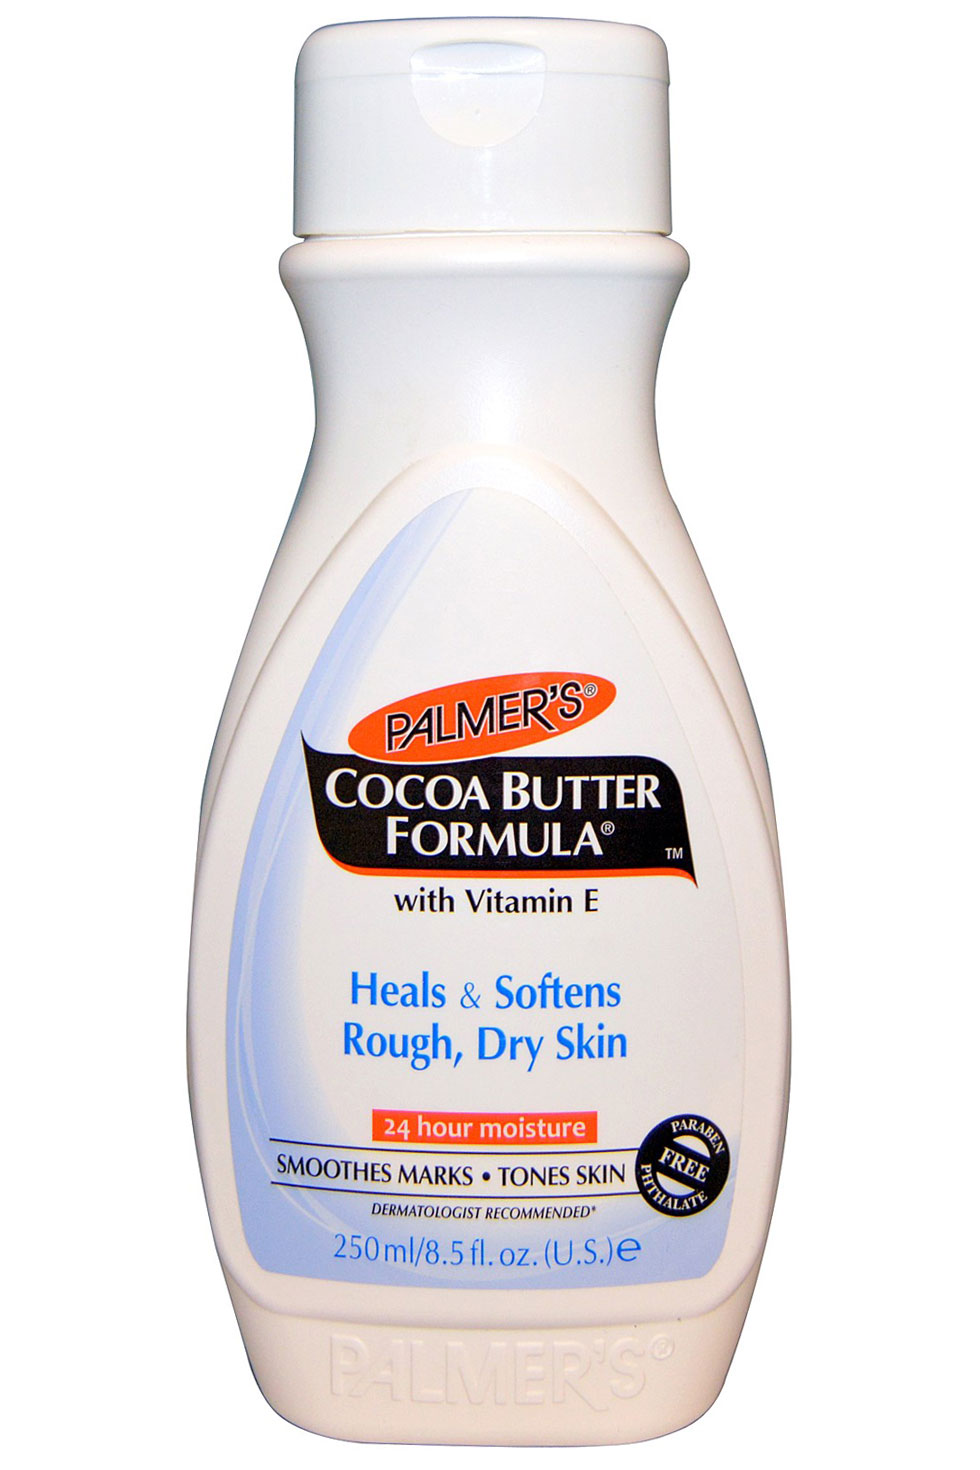 PALMER'S®
COCOA BUTTER
FORMULA®
TM
with Vitamin E
Heals & Softens
Rough, Dry Skin
24 hour moisture
SMOOTHES MARKS • TONES SKIN
PARABEN
FREE
PHTHALATE
DERMATOLOGIST RECOMMENDED*
250ml/8.5 fl. oz. (U.S.)e
PALMER'S®